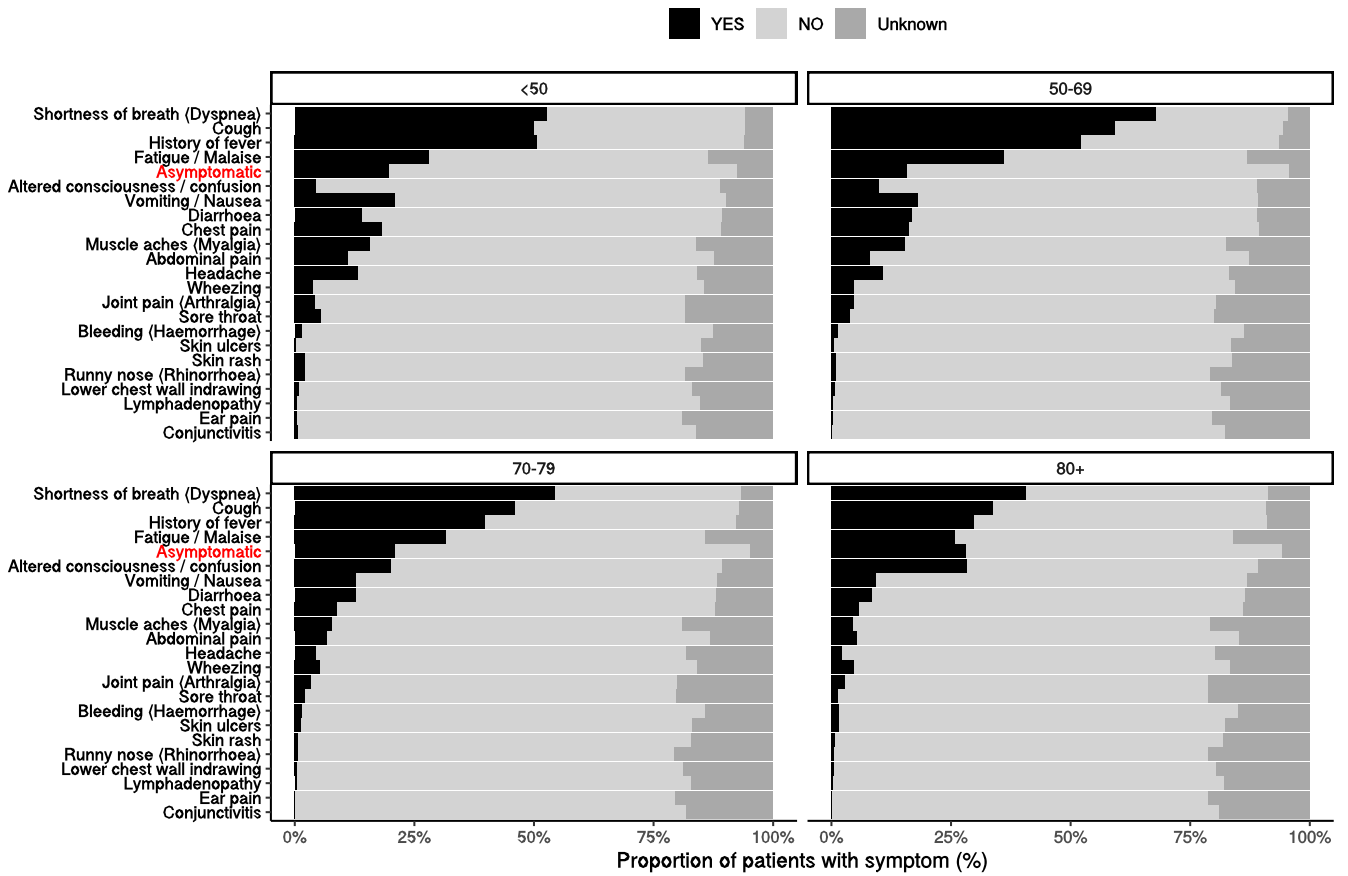 YES NO Unknown
<50 50-69
Shortness of breath (Dyspnea)
Cough
History of fever
Fatigue / Malaise
Asymptomatic
Altered consciousness / confusion
Vomiting / Nausea
Diarrhoea
Chest pain
Muscle aches (Myalgia)
Abdominal pain
Headache
Wheezing
Joint pain (Arthralgia)
Sore throat
Bleeding (Haemorrhage)
Skin ulcers
Skin rash
Runny nose (Rhinorrhoea)
Lower chest wall indrawing
Lymphadenopathy
Ear pain
Conjunctivitis
70-79 80+
Shortness of breath (Dyspnea)
Cough
History of fever
Fatigue / Malaise
Asymptomatic
Altered consciousness / confusion
Vomiting / Nausea
Diarrhoea
Chest pain
Muscle aches (Myalgia)
Abdominal pain
Headache
Wheezing
Joint pain (Arthralgia)
Sore throat
Bleeding (Haemorrhage)
Skin ulcers
Skin rash
Runny nose (Rhinorrhoea)
Lower chest wall indrawing
Lymphadenopathy
Ear pain
Conjunctivitis
0% 25% 50% 75% 100% 0% 25% 50% 75% 100%
Proportion of patients with symptom (%)